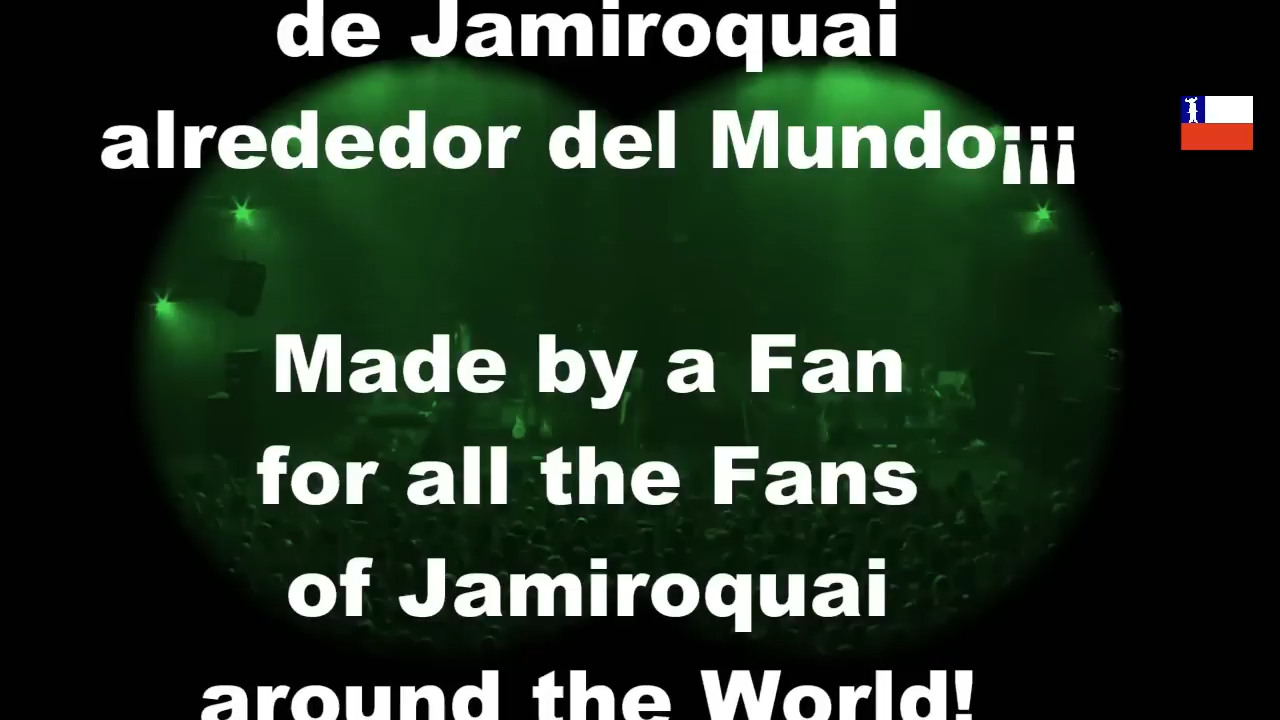 de Jamiroquai
alrededor del Mundo¡¡¡
Made by a Fan
for all the Fans
of Jamiroquai
around the World!